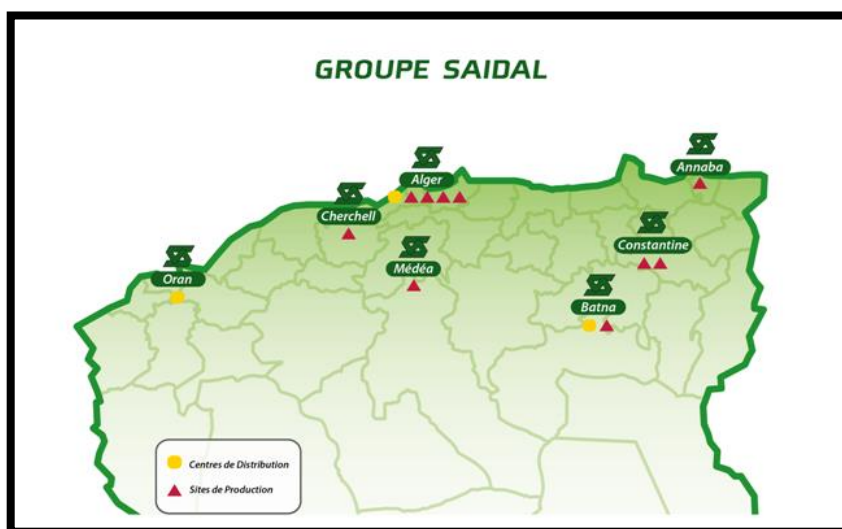 GROUPE SAIDAL
Annaba
Alger
Cherchell
Constantine
Médéa
Oran
Batna
Centres de Distribution
Sites de Production